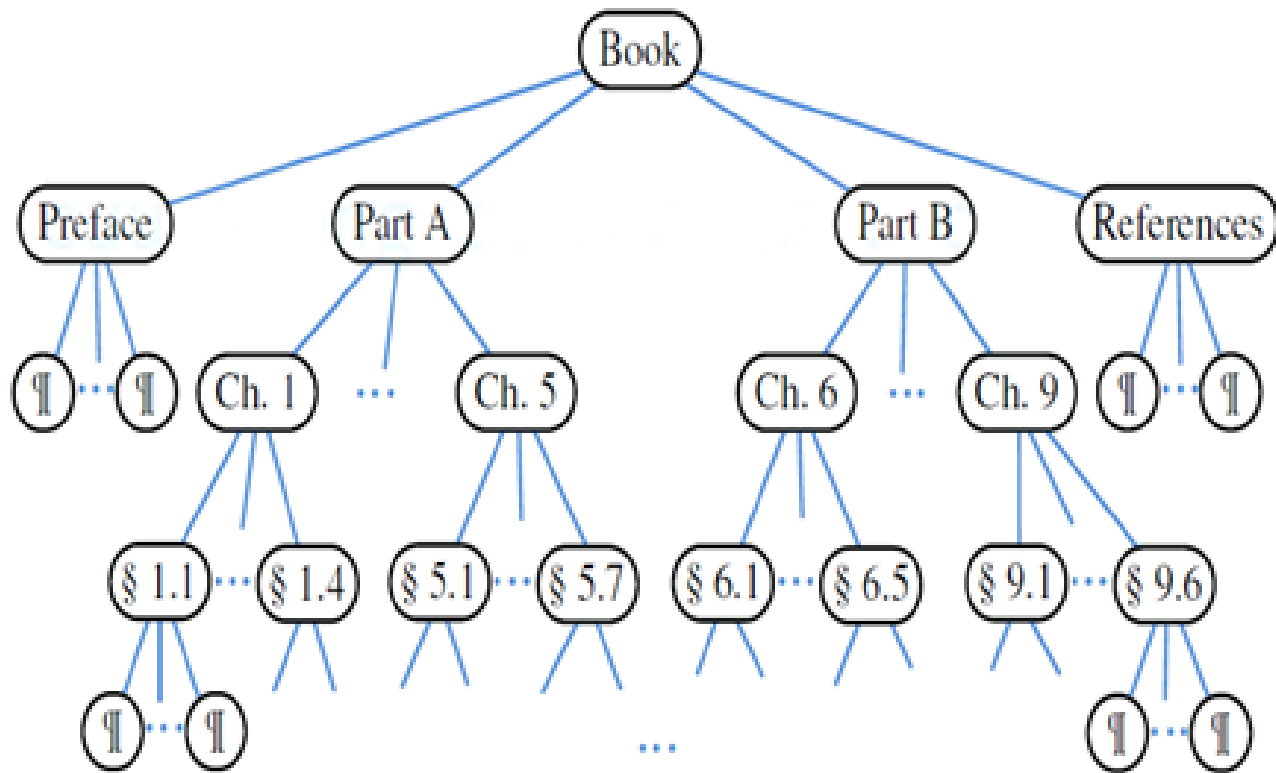 Book
Preface Part A Part B References
¶ ... ¶ Ch. 1 ... Ch. 5 Ch. 6 ... Ch. 9 ¶ ... ¶
§ 1.1 ... § 1.4 § 5.1 ... § 5.7 § 6.1 ... § 6.5 § 9.1 ... § 9.6
¶ ... ¶ ... ¶ ... ¶